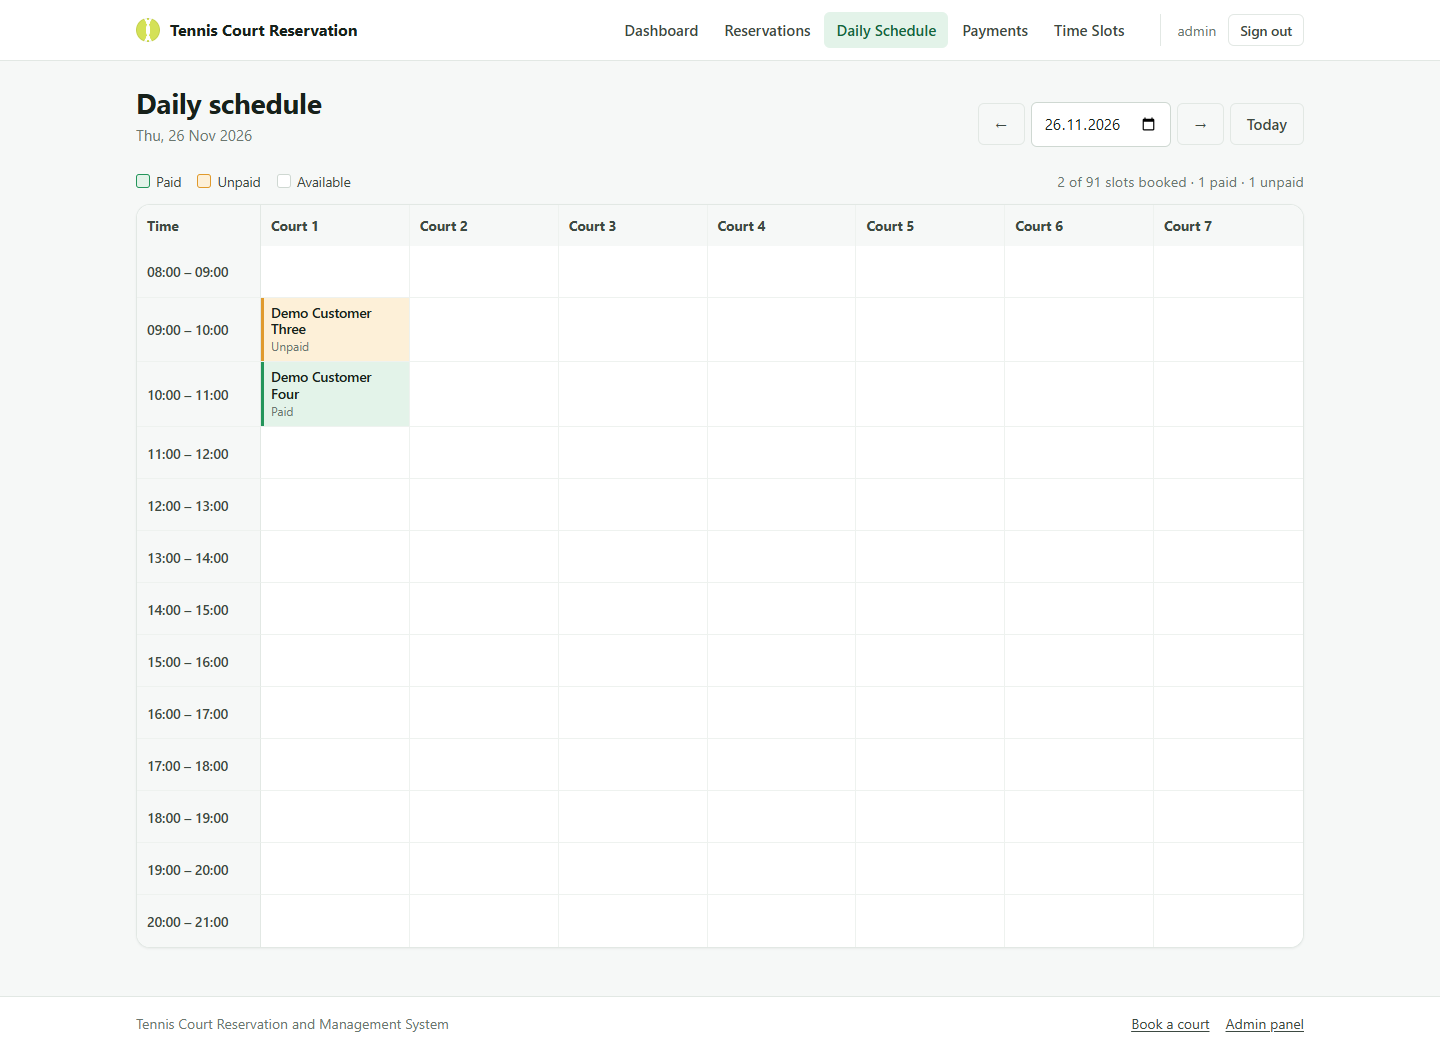 Tennis Court Reservation
Dashboard
Reservations
Daily Schedule
Payments
Time Slots
admin
Sign out
Daily schedule
Thu, 26 Nov 2026
←
26.11.2026
→
Today
Paid
Unpaid
Available
2 of 91 slots booked · 1 paid · 1 unpaid
Time
Court 1
Court 2
Court 3
Court 4
Court 5
Court 6
Court 7
08:00 – 09:00
09:00 – 10:00
Demo Customer
Three
Unpaid
10:00 – 11:00
Demo Customer
Four
Paid
11:00 – 12:00
12:00 – 13:00
13:00 – 14:00
14:00 – 15:00
15:00 – 16:00
16:00 – 17:00
17:00 – 18:00
18:00 – 19:00
19:00 – 20:00
20:00 – 21:00
Tennis Court Reservation and Management System
Book a court
Admin panel